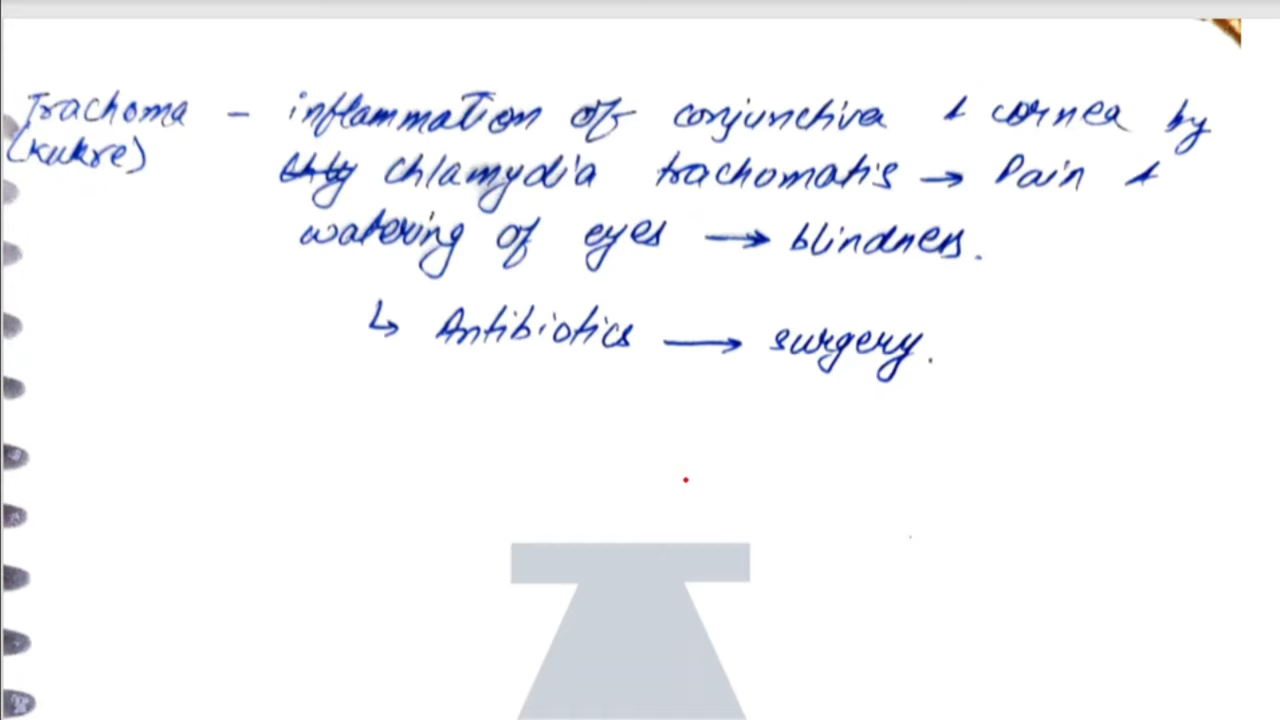 Trachoma - inflammation of conjunctiva & cornea by
(Kukre) Chlamydia trachomatis → Pain &
watering of eyes → blindness.
↳ Antibiotics → surgery.